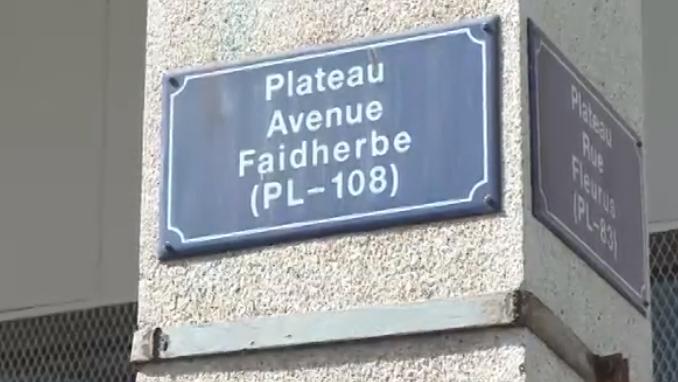 Plateau
Avenue
Faidherbe
(PL-108)
Plateau
Rue
Fleurus
(PL-83)